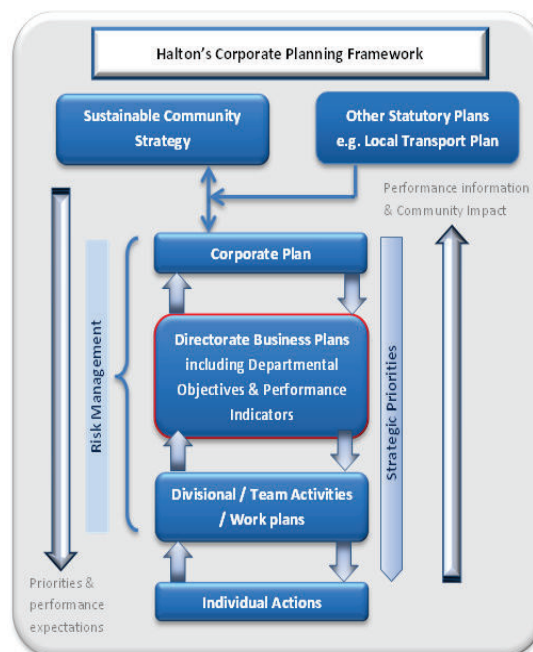 Halton's Corporate Planning Framework
Sustainable Community
Strategy
Other Statutory Plans
e.g. Local Transport Plan
Performance information
& Community Impact
Corporate Plan
Directorate Business Plans
including Departmental
Objectives & Performance
Indicators
Risk Management
Strategic Priorities
Divisional / Team Activities
/ Work plans
Priorities &
performance
expectations
Individual Actions